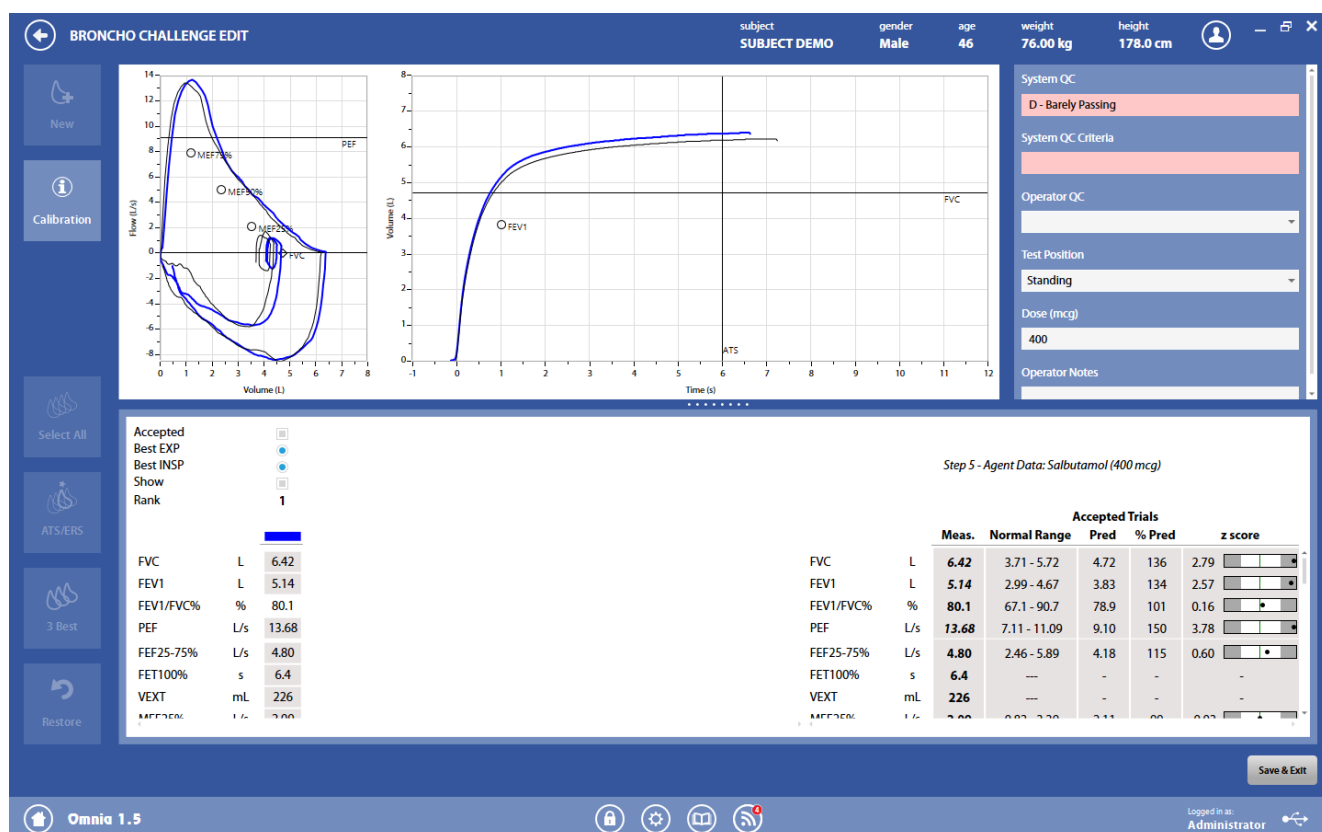 BRONCHO CHALLENGE EDIT
subject gender age weight height
SUBJECT DEMO Male 46 76.00 kg 178.0 cm
New
Calibration
Select All
ATS/ERS
3 Best
Restore
14
12
10
8
6
4
2
0
-2
-4
-6
-8
Flow (L/s)
PEF
MEF75%
MEF50%
MEF25%
FVC
0 1 2 3 4 5 6 7 8
Volume (L)
8
7
6
5
4
3
2
1
0
Volume (L)
FVC
FEV1
ATS
-1 0 1 2 3 4 5 6 7 8 9 10 11 12
Time (s)
System QC
D - Barely Passing
System QC Criteria
Operator QC
Test Position
Standing
Dose (mcg)
400
Operator Notes
Accepted
Best EXP
Best INSP
Show
Rank 1
FVC L 6.42
FEV1 L 5.14
FEV1/FVC% % 80.1
PEF L/s 13.68
FEF25-75% L/s 4.80
FET100% s 6.4
VEXT mL 226
MEF25% L/s
Step 5 - Agent Data: Salbutamol (400 mcg)
Accepted Trials
Meas. Normal Range Pred % Pred z score
FVC L 6.42 3.71 - 5.72 4.72 136 2.79
FEV1 L 5.14 2.99 - 4.67 3.83 134 2.57
FEV1/FVC% % 80.1 67.1 - 90.7 78.9 101 0.16
PEF L/s 13.68 7.11 - 11.09 9.10 150 3.78
FEF25-75% L/s 4.80 2.46 - 5.89 4.18 115 0.60
FET100% s 6.4 --- - - -
VEXT mL 226 --- - - -
MEF25% L/s
Save & Exit
Omnia 1.5
4
Logged in as:
Administrator